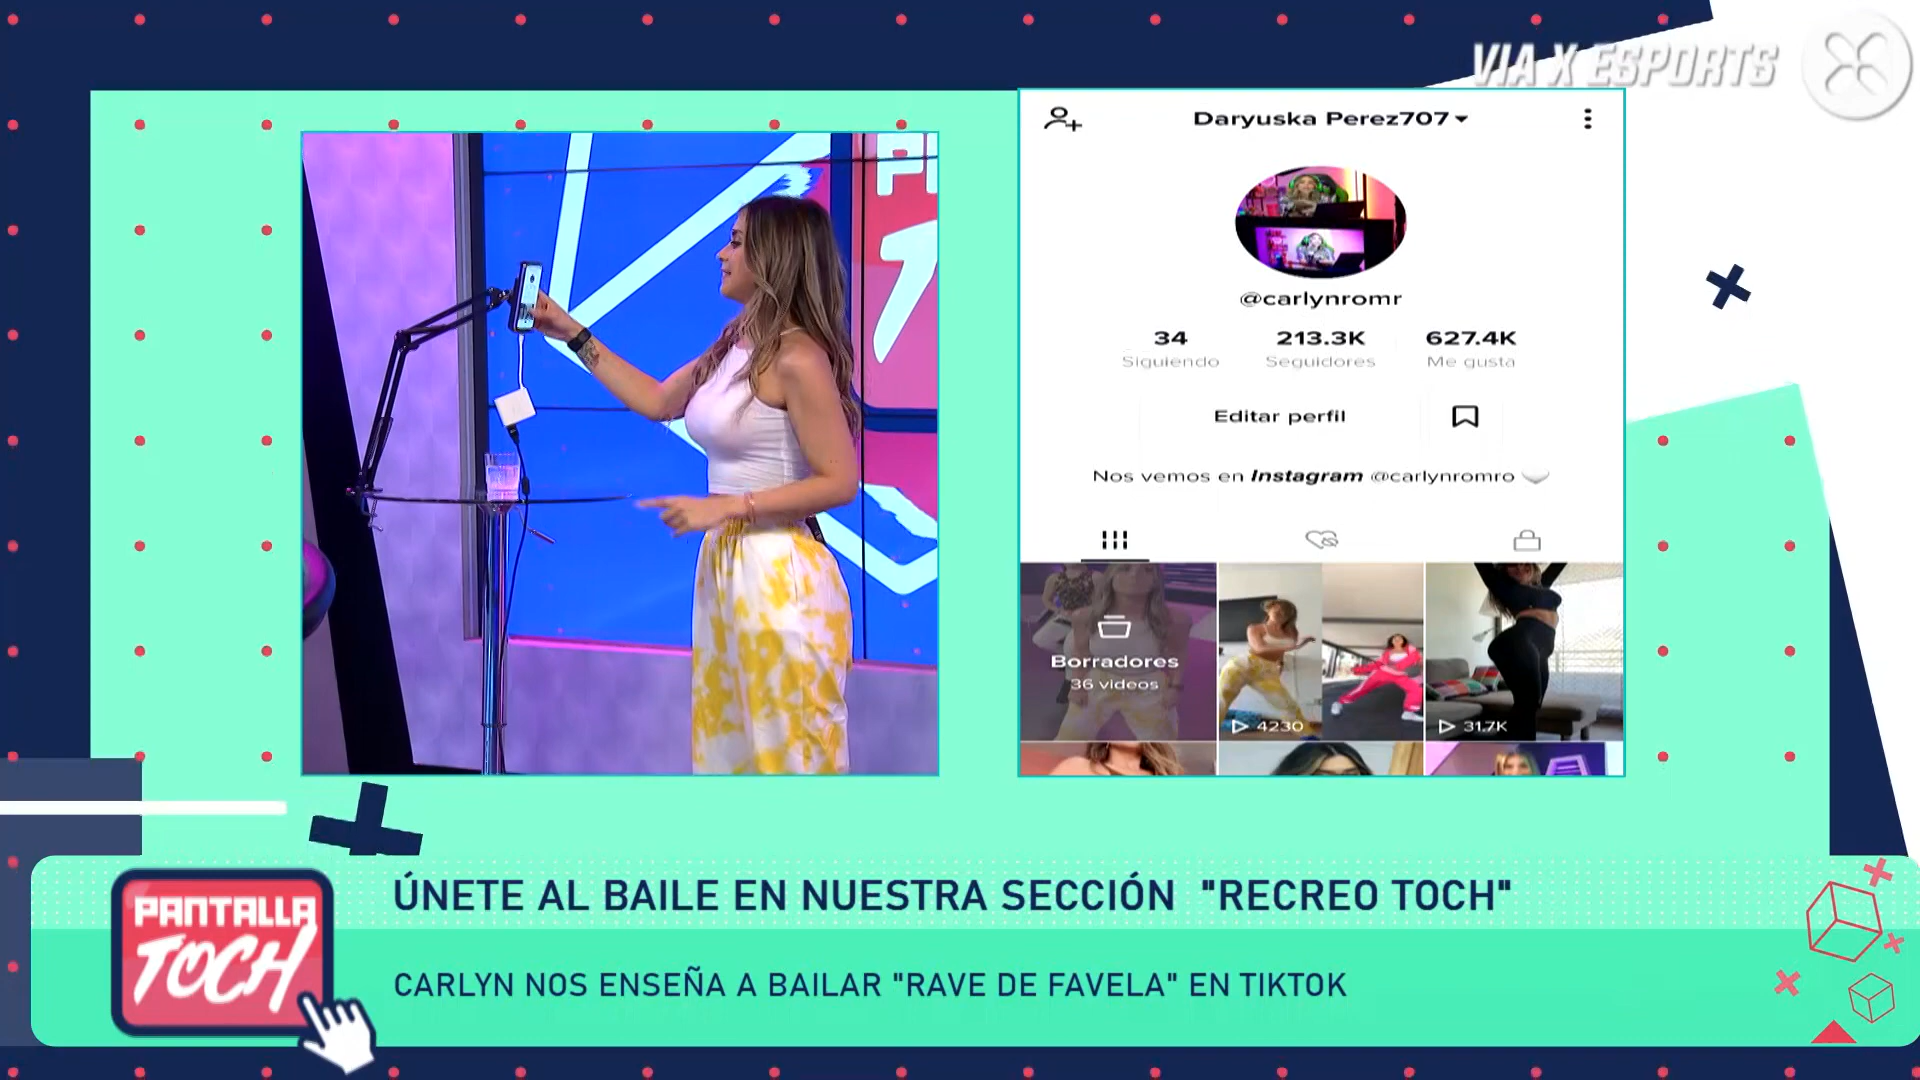 VIA X ESPORTS
Daryuska Perez707
@carlynromr
34 213.3K 627.4K
Siguiendo Seguidores Me gusta
Editar perfil
Nos vemos en Instagram @carlynromro
Borradores
36 videos
4230
31.7K
PANTALLA
TOCH
ÚNETE AL BAILE EN NUESTRA SECCIÓN "RECREO TOCH"
CARLYN NOS ENSEÑA A BAILAR "RAVE DE FAVELA" EN TIKTOK